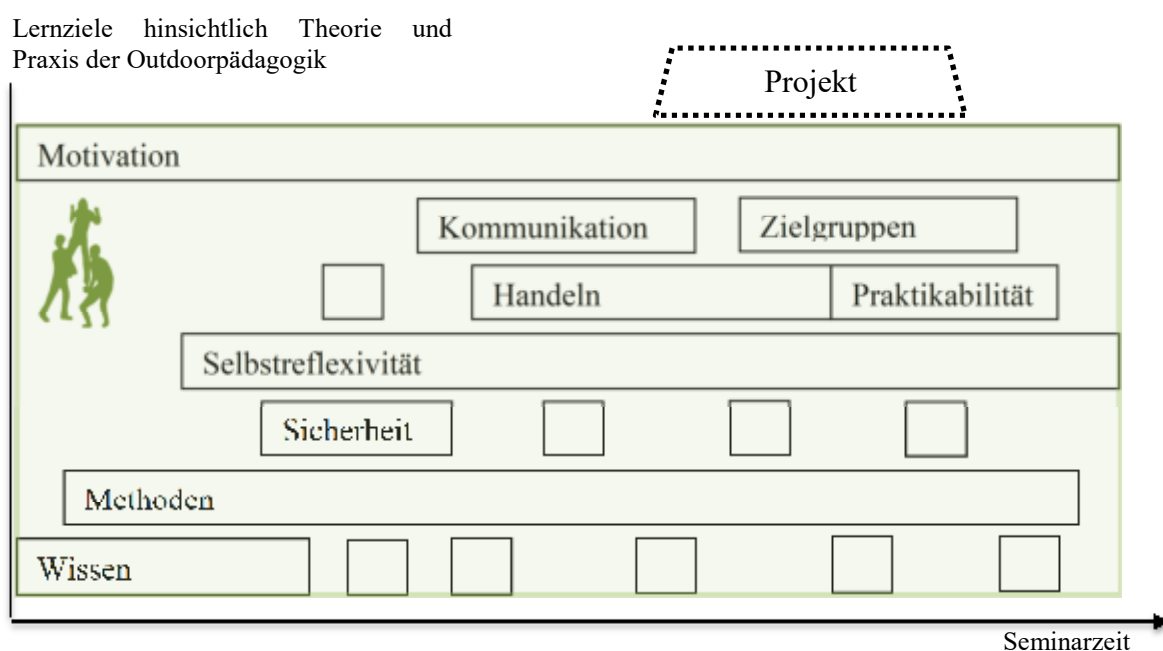 Lernziele hinsichtlich Theorie und
Praxis der Outdoorpädagogik
Projekt
Motivation
Kommunikation
Zielgruppen
Handeln
Praktikabilität
Selbstreflexivität
Sicherheit
Methoden
Wissen
Seminarzeit